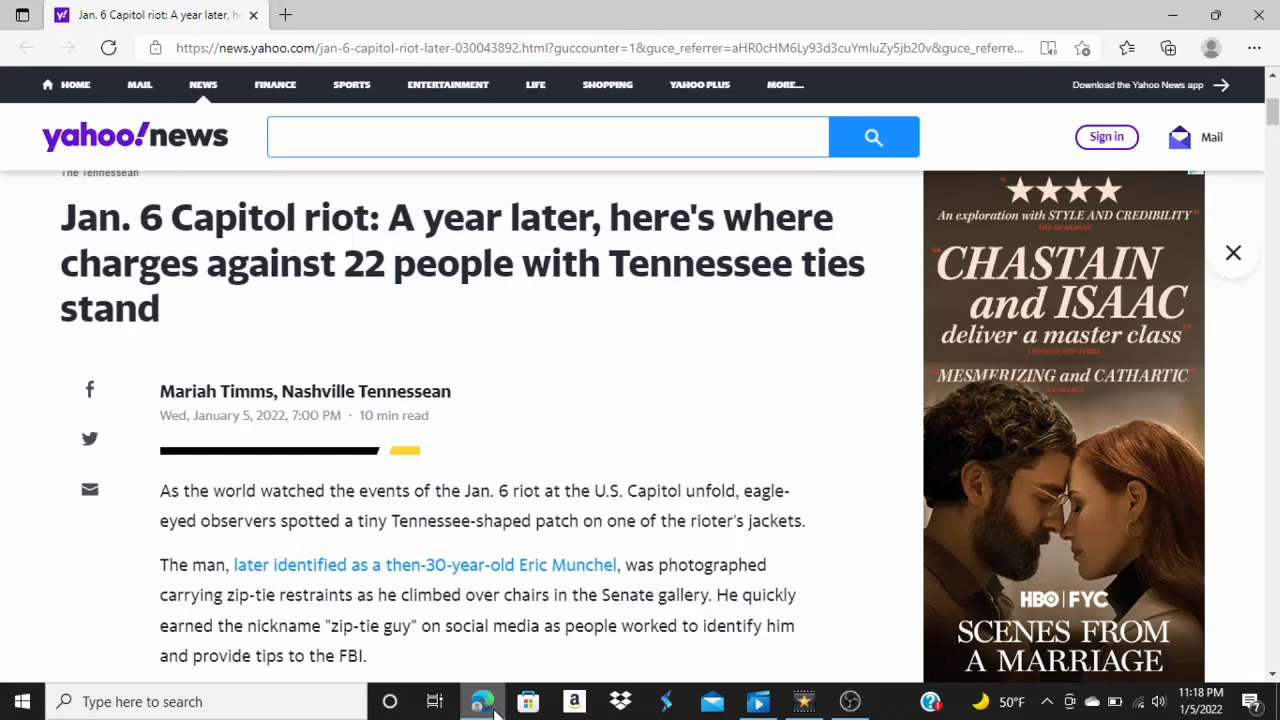 Jan. 6 Capitol riot: A year later, h
https://news.yahoo.com/jan-6-capitol-riot-later-030043892.html?guccounter=1&guce_referrer=aHR0cHM6Ly93d3cuYmluZy5jb20v&guce_referre...
HOME MAIL NEWS FINANCE SPORTS ENTERTAINMENT LIFE SHOPPING YAHOO PLUS MORE... Download the Yahoo News app
yahoo!news
Sign in
Mail
The Tennessean
Jan. 6 Capitol riot: A year later, here's where
charges against 22 people with Tennessee ties
stand
Mariah Timms, Nashville Tennessean
Wed, January 5, 2022, 7:00 PM · 10 min read
As the world watched the events of the Jan. 6 riot at the U.S. Capitol unfold, eagle-
eyed observers spotted a tiny Tennessee-shaped patch on one of the rioter's jackets.
The man, later identified as a then-30-year-old Eric Munchel, was photographed
carrying zip-tie restraints as he climbed over chairs in the Senate gallery. He quickly
earned the nickname "zip-tie guy" on social media as people worked to identify him
and provide tips to the FBI.
An exploration with STYLE AND CREDIBILITY"
THE GUARDIAN
"CHASTAIN
and ISAAC
deliver a master class"
"MESMERIZING and CATHARTIC"
HBO | FYC
SCENES FROM
A MARRIAGE
Type here to search
50°F
11:18 PM
1/5/2022